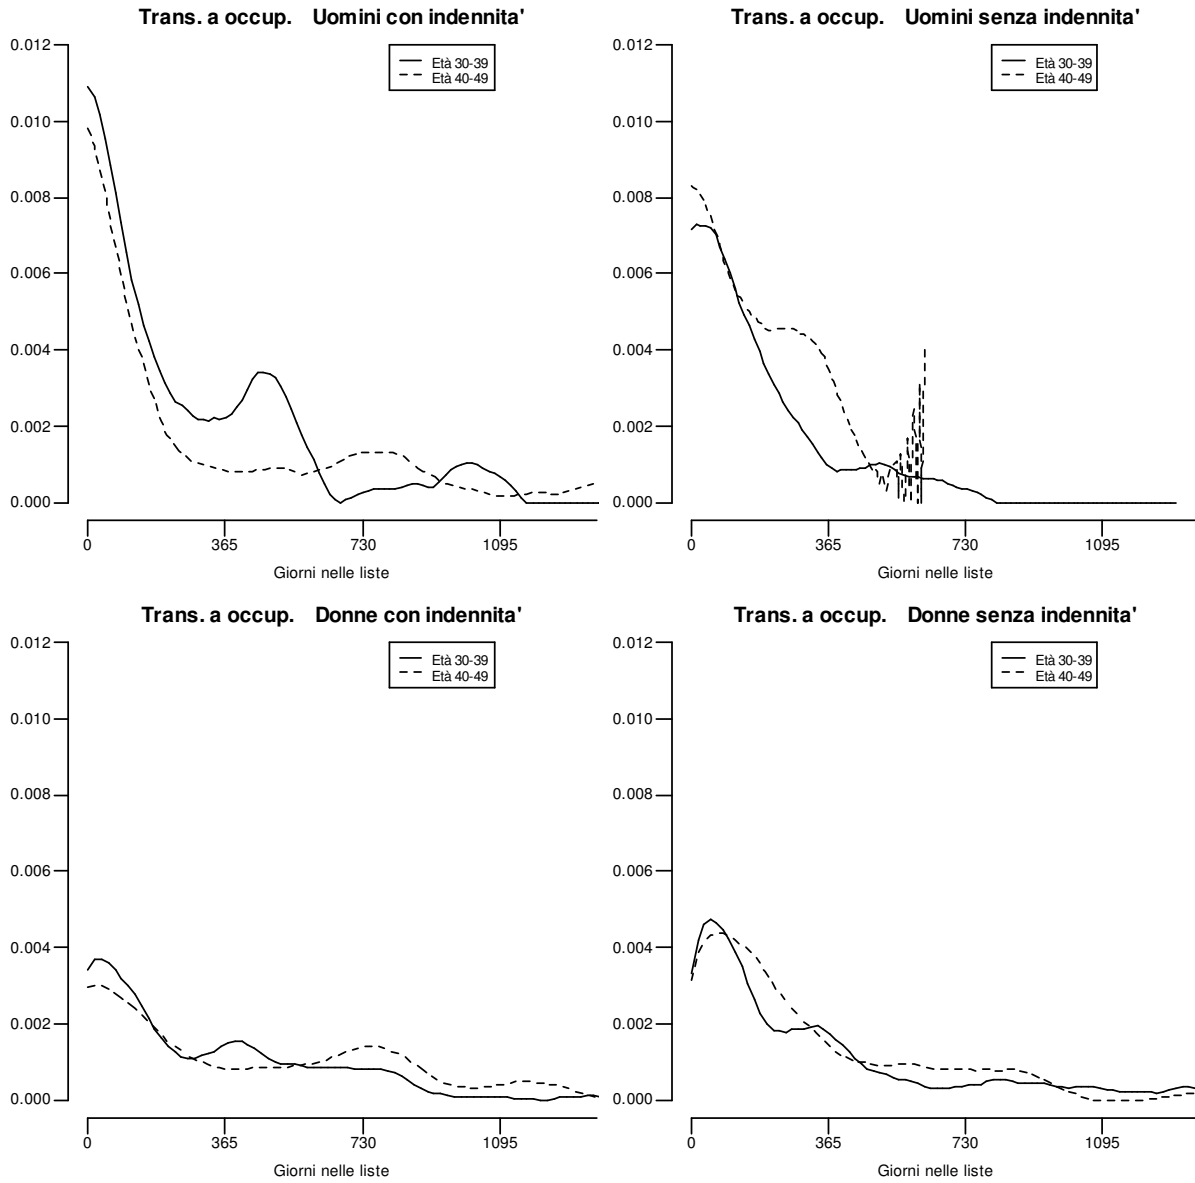 Trans. a occup. Uomini con indennita'
Età 30-39
Età 40-49
0.012
0.010
0.008
0.006
0.004
0.002
0.000
0 365 730 1095
Giorni nelle liste
Trans. a occup. Uomini senza indennita'
Età 30-39
Età 40-49
0.012
0.010
0.008
0.006
0.004
0.002
0.000
0 365 730 1095
Giorni nelle liste
Trans. a occup. Donne con indennita'
Età 30-39
Età 40-49
0.012
0.010
0.008
0.006
0.004
0.002
0.000
0 365 730 1095
Giorni nelle liste
Trans. a occup. Donne senza indennita'
Età 30-39
Età 40-49
0.012
0.010
0.008
0.006
0.004
0.002
0.000
0 365 730 1095
Giorni nelle liste